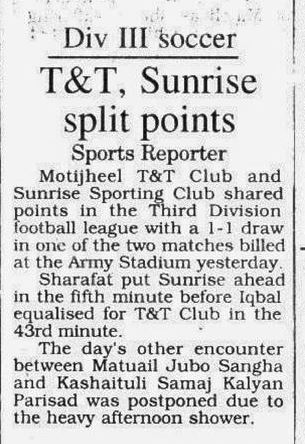 Div III soccer
T&T, Sunrise
split points
Sports Reporter
Motijheel T&T Club and
Sunrise Sporting Club shared
points in the Third Division
football league with a 1-1 draw
in one of the two matches billed
at the Army Stadium yesterday.
Sharafat put Sunrise ahead
in the fifth minute before Iqbal
equalised for T&T Club in the
43rd minute.
The day's other encounter
between Matuail Jubo Sangha
and Kashaituli Samaj Kalyan
Parisad was postponed due to
the heavy afternoon shower.